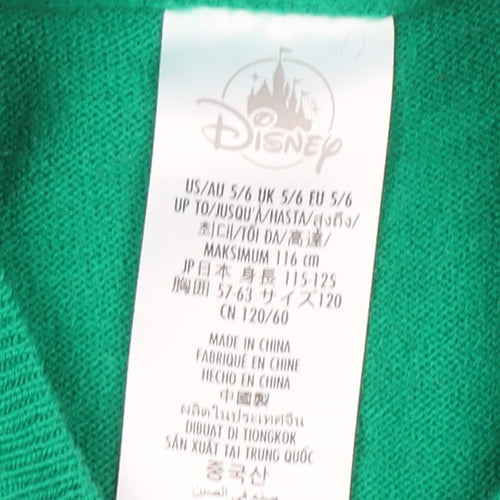 Disney
US/AU 5/6 UK 5/6 EU 5/6
UP TO/JUSQU'À/HASTA/สูงถึง/
최대/TỐI ĐA/高達/
MAKSIMUM 116 cm
JP日本 身長 115-125
胸囲 57-63 サイズ120
CN 120/60
MADE IN CHINA
FABRIQUÉ EN CHINE
HECHO EN CHINA
中國製
ผลิตในประเทศจีน
DIBUAT DI TIONGKOK
SẢN XUẤT TẠI TRUNG QUỐC
중국산
صنع في الصين